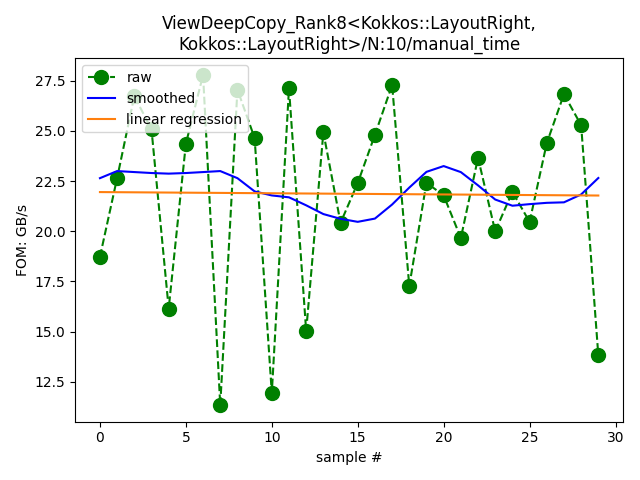 ViewDeepCopy_Rank8<Kokkos::LayoutRight,
Kokkos::LayoutRight>/N:10/manual_time
raw
smoothed
linear regression
27.5
25.0
22.5
20.0
17.5
15.0
12.5
FOM: GB/s
0
5
10
15
20
25
30
sample #